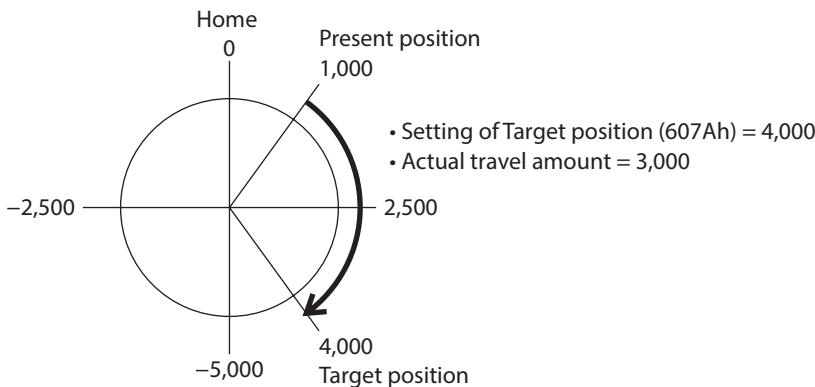 Home
0
Present position
1,000
• Setting of Target position (607Ah) = 4,000
• Actual travel amount = 3,000
−2,500
2,500
4,000
Target position
−5,000